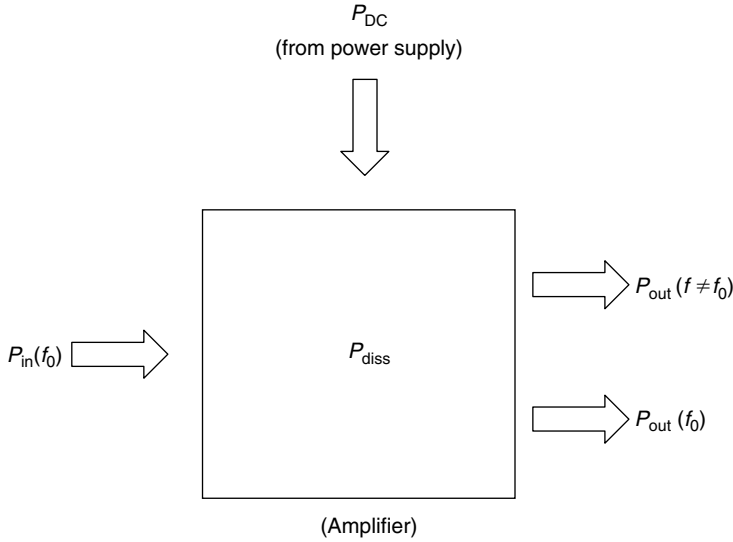 P_DC
(from power supply)
P_out (f ≠ f_0)
P_in(f_0)
P_diss
P_out (f_0)
(Amplifier)